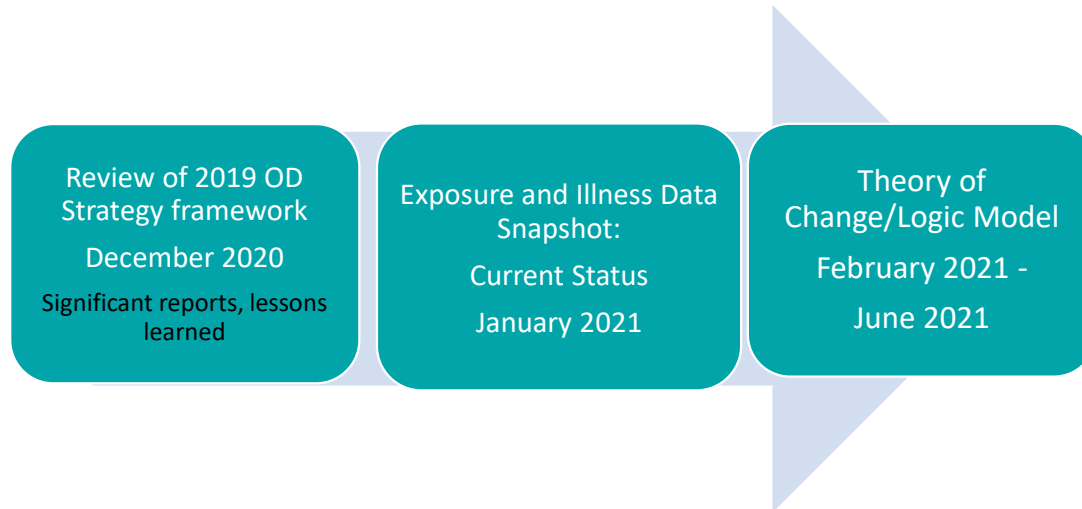 Review of 2019 OD
Strategy framework
December 2020
Significant reports, lessons
learned
Exposure and Illness Data
Snapshot:
Current Status
January 2021
Theory of
Change/Logic Model
February 2021 -
June 2021